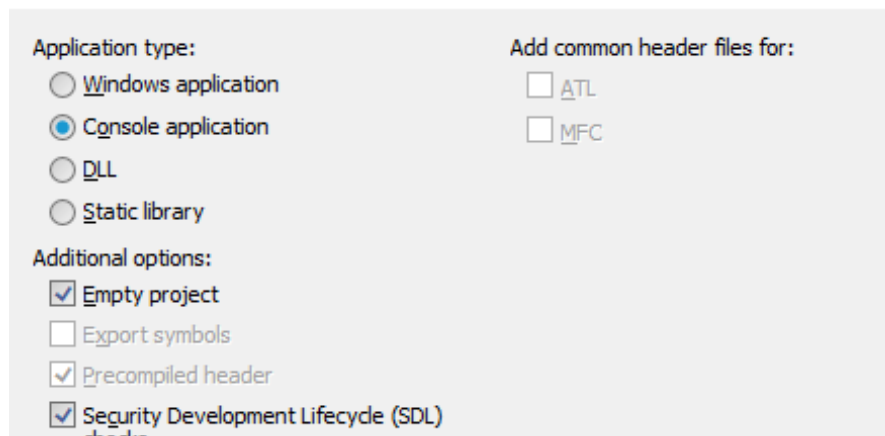 Application type:
Windows application
Console application
DLL
Static library
Additional options:
Empty project
Export symbols
Precompiled header
Security Development Lifecycle (SDL)
Add common header files for:
ATL
MFC